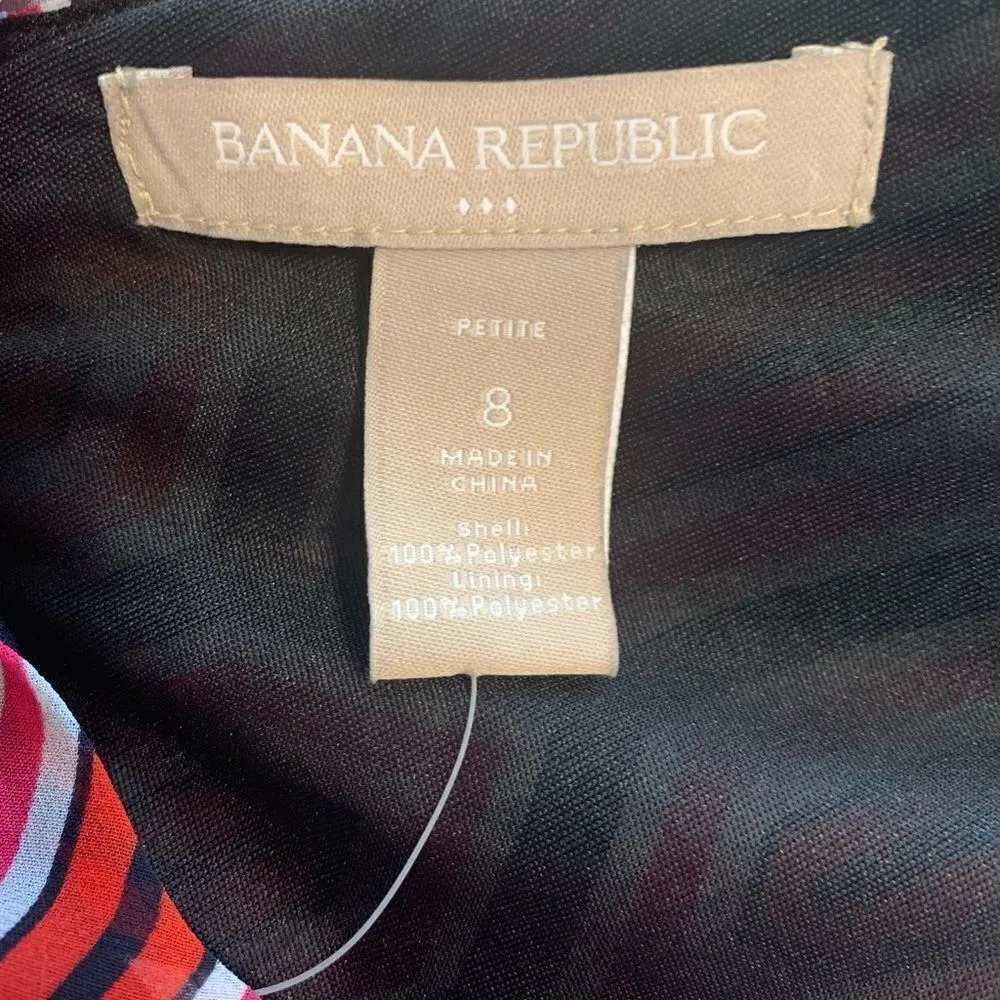 BANANA REPUBLIC
PETITE
8
MADE IN
CHINA
Shell:
100% Polyester
Lining:
100% Polyester